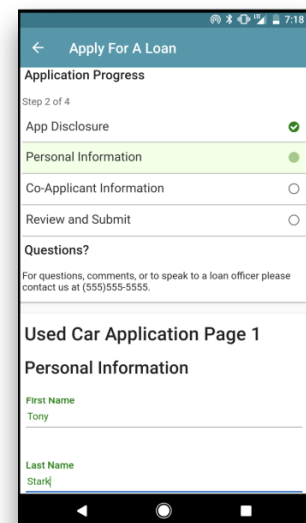 7:18
Apply For A Loan
Application Progress
Step 2 of 4
App Disclosure
Personal Information
Co-Applicant Information
Review and Submit
Questions?
For questions, comments, or to speak to a loan officer please
contact us at (555)555-5555.
Used Car Application Page 1
Personal Information
First Name
Tony
Last Name
Stark